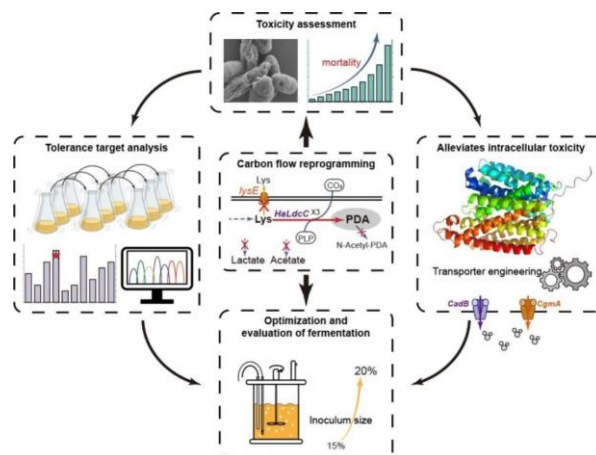 Toxicity assessment
mortality
Tolerance target analysis
Carbon flow reprogramming
Lys
lysE
CO₂
Lys
HaLdcC X3
PDA
PLP
N-Acetyl-PDA
Lactate
Acetate
Alleviates intracellular toxicity
Transporter engineering
CadB
CgmA
Optimization and
evaluation of fermentation
20%
Inoculum size
15%